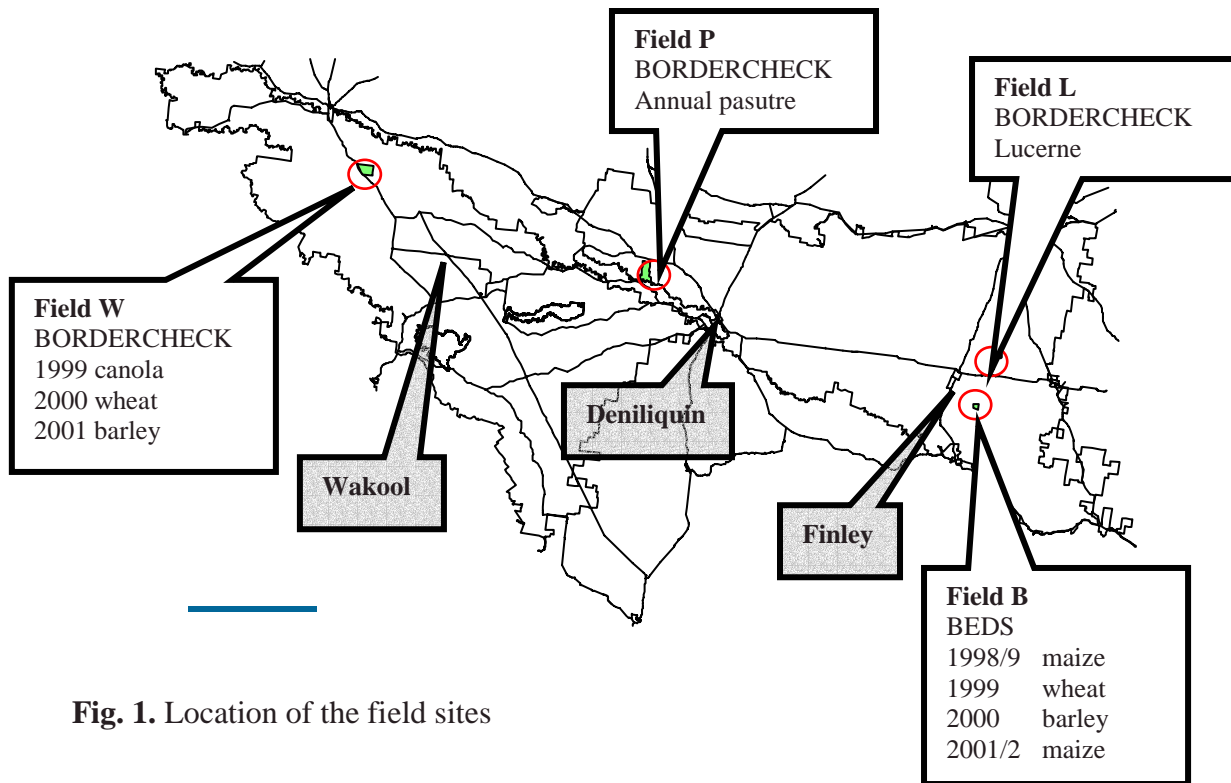 Field P
BORDERCHECK
Annual pasutre
Field L
BORDERCHECK
Lucerne
Field W
BORDERCHECK
1999 canola
2000 wheat
2001 barley
Wakool
Deniliquin
Finley
Field B
BEDS
1998/9 maize
1999 wheat
2000 barley
2001/2 maize
Fig. 1. Location of the field sites